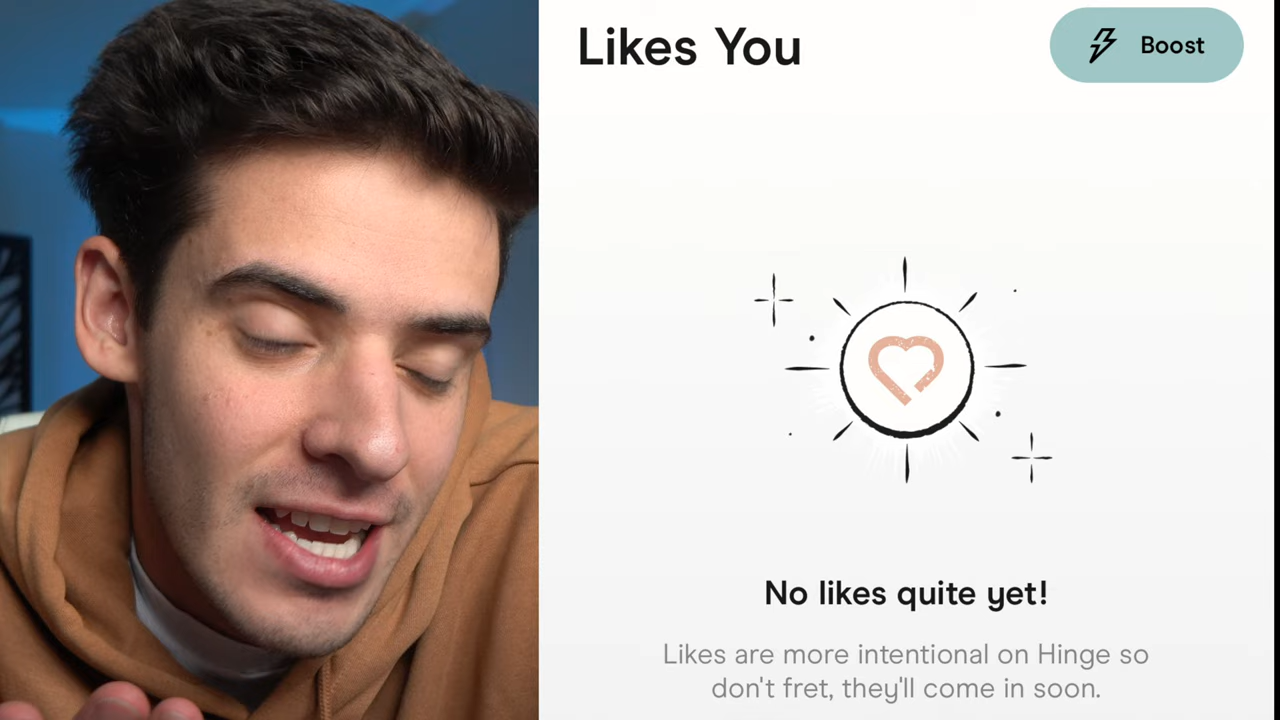 Likes You
Boost
No likes quite yet!
Likes are more intentional on Hinge so
don't fret, they'll come in soon.